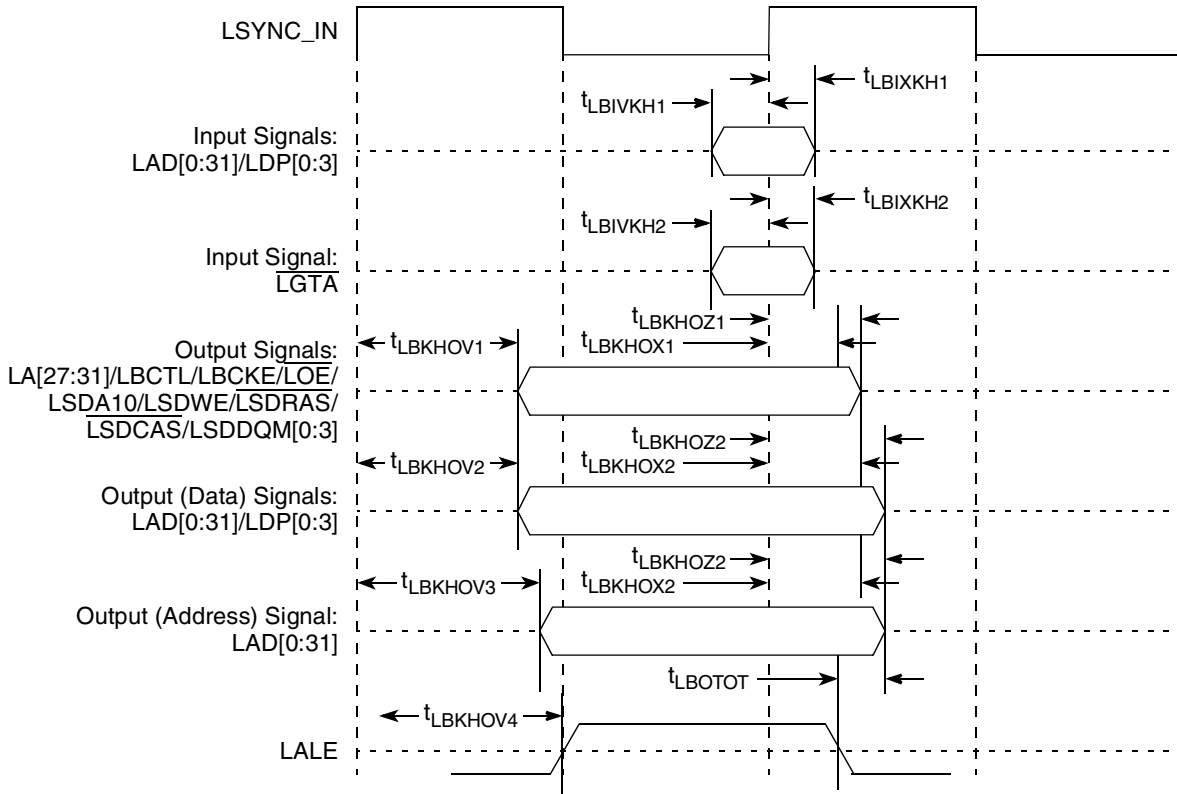 LSYNC_IN
tLBIXKH1
tLBIVKH1
Input Signals:
LAD[0:31]/LDP[0:3]
tLBIXKH2
tLBIVKH2
Input Signal:
LGTA
tLBKHOZ1
tLBKHOV1
tLBKHOX1
Output Signals:
LA[27:31]/LBCTL/LBCKE/LOE/
LSDA10/LSDWE/LSDRAS/
LSDCAS/LSDDQM[0:3]
tLBKHOZ2
tLBKHOV2
tLBKHOX2
Output (Data) Signals:
LAD[0:31]/LDP[0:3]
tLBKHOZ2
tLBKHOV3
tLBKHOX2
Output (Address) Signal:
LAD[0:31]
tLBOTOT
tLBKHOV4
LALE